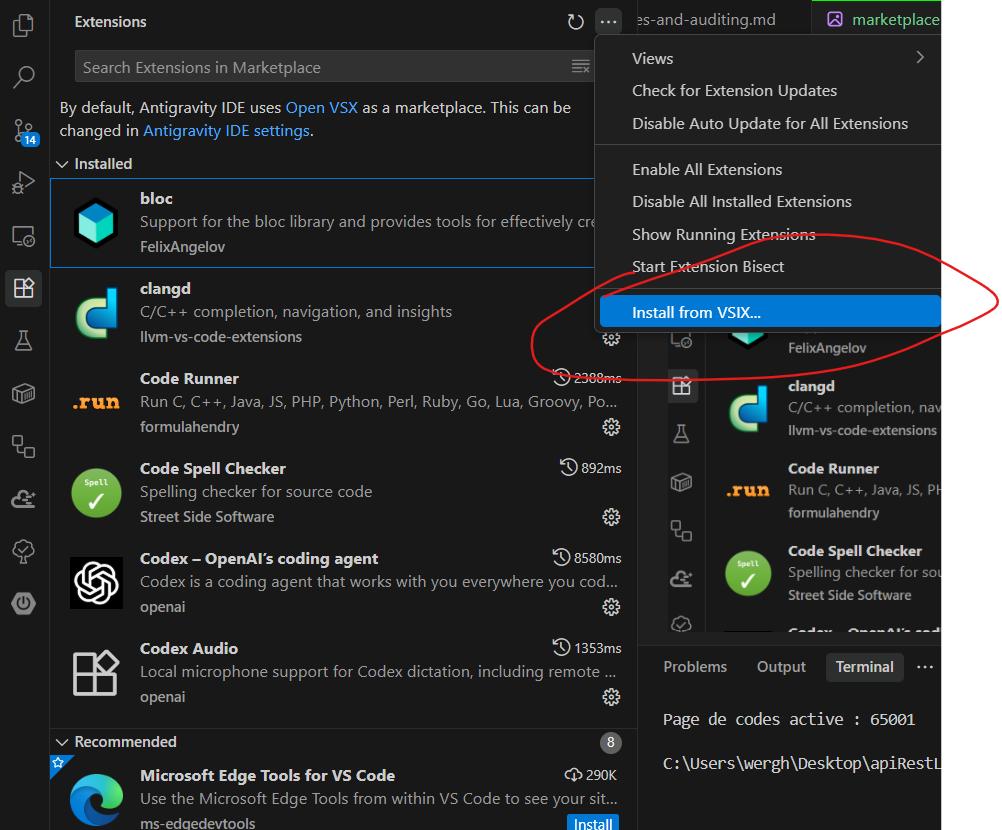 Extensions
es-and-auditing.md
marketplace
Search Extensions in Marketplace
By default, Antigravity IDE uses Open VSX as a marketplace. This can be
changed in Antigravity IDE settings.
14
Installed
bloc
Support for the bloc library and provides tools for effectively cre
FelixAngelov
clangd
C/C++ completion, navigation, and insights
llvm-vs-code-extensions
Code Runner
2388ms
.run
Run C, C++, Java, JS, PHP, Python, Perl, Ruby, Go, Lua, Groovy, Po...
formulahendry
Code Spell Checker
892ms
Spell
Spelling checker for source code
Street Side Software
Codex – OpenAI’s coding agent
8580ms
Codex is a coding agent that works with you everywhere you cod...
openai
Codex Audio
1353ms
Local microphone support for Codex dictation, including remote ...
openai
Recommended
8
Microsoft Edge Tools for VS Code
290K
Use the Microsoft Edge Tools from within VS Code to see your sit...
ms-edgedevtools
Install
Views
Check for Extension Updates
Disable Auto Update for All Extensions
Enable All Extensions
Disable All Installed Extensions
Show Running Extensions
Start Extension Bisect
Install from VSIX...
FelixAngelov
clangd
C/C++ completion, nav
llvm-vs-code-extensions
Code Runner
.run
Run C, C++, Java, JS, PH
formulahendry
Code Spell Checker
Spell
Spelling checker for sou
Street Side Software
Codex – OpenAI’s cod
Problems
Output
Terminal
...
Page de codes active : 65001
C:\Users\wergh\Desktop\apiRestL